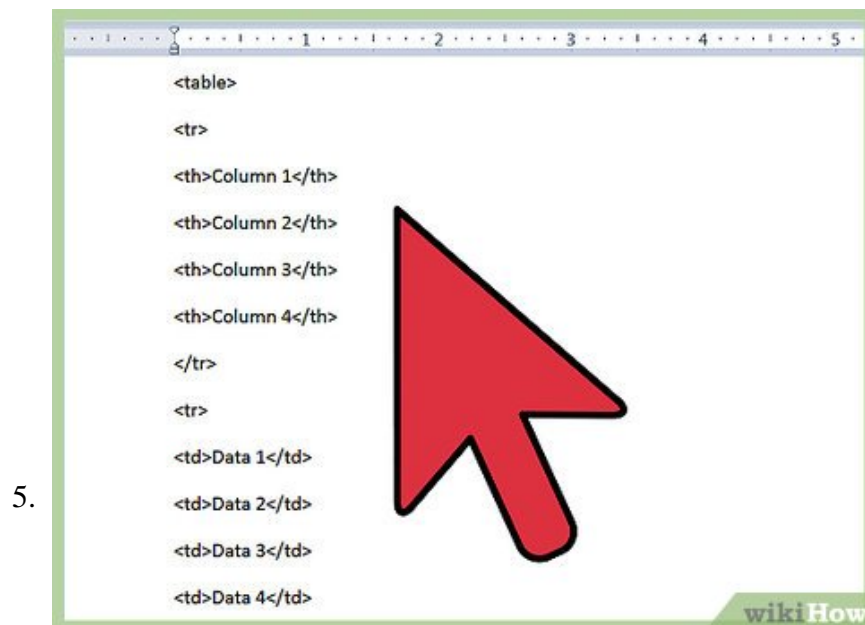 1 2 3 4 5
<table>
<tr>
<th>Column 1</th>
<th>Column 2</th>
<th>Column 3</th>
<th>Column 4</th>
</tr>
<tr>
<td>Data 1</td>
5.
<td>Data 2</td>
<td>Data 3</td>
<td>Data 4</td>
wikiHow